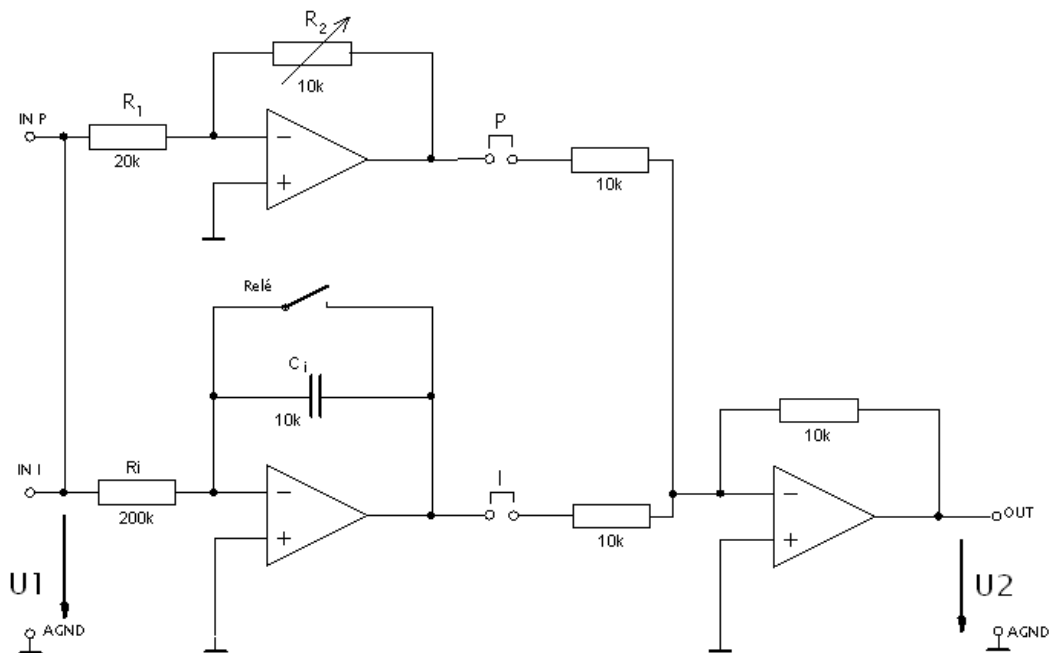 R2
10k
IN P
R1
20k
P
10k
Relé
Ci
10k
IN I
Ri
200k
I
10k
10k
OUT
U1
U2
AGND
AGND